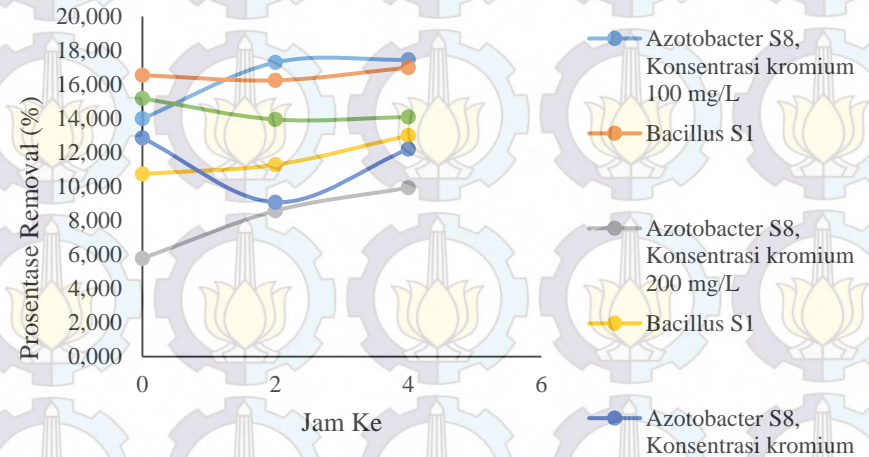 20,000
18,000
16,000
14,000
12,000
10,000
8,000
6,000
4,000
2,000
0,000
Prosentase Removal (%)
0 2 4 6
Jam Ke
Azotobacter S8,
Konsentrasi kromium
100 mg/L
Bacillus S1
Azotobacter S8,
Konsentrasi kromium
200 mg/L
Bacillus S1
Azotobacter S8,
Konsentrasi kromium